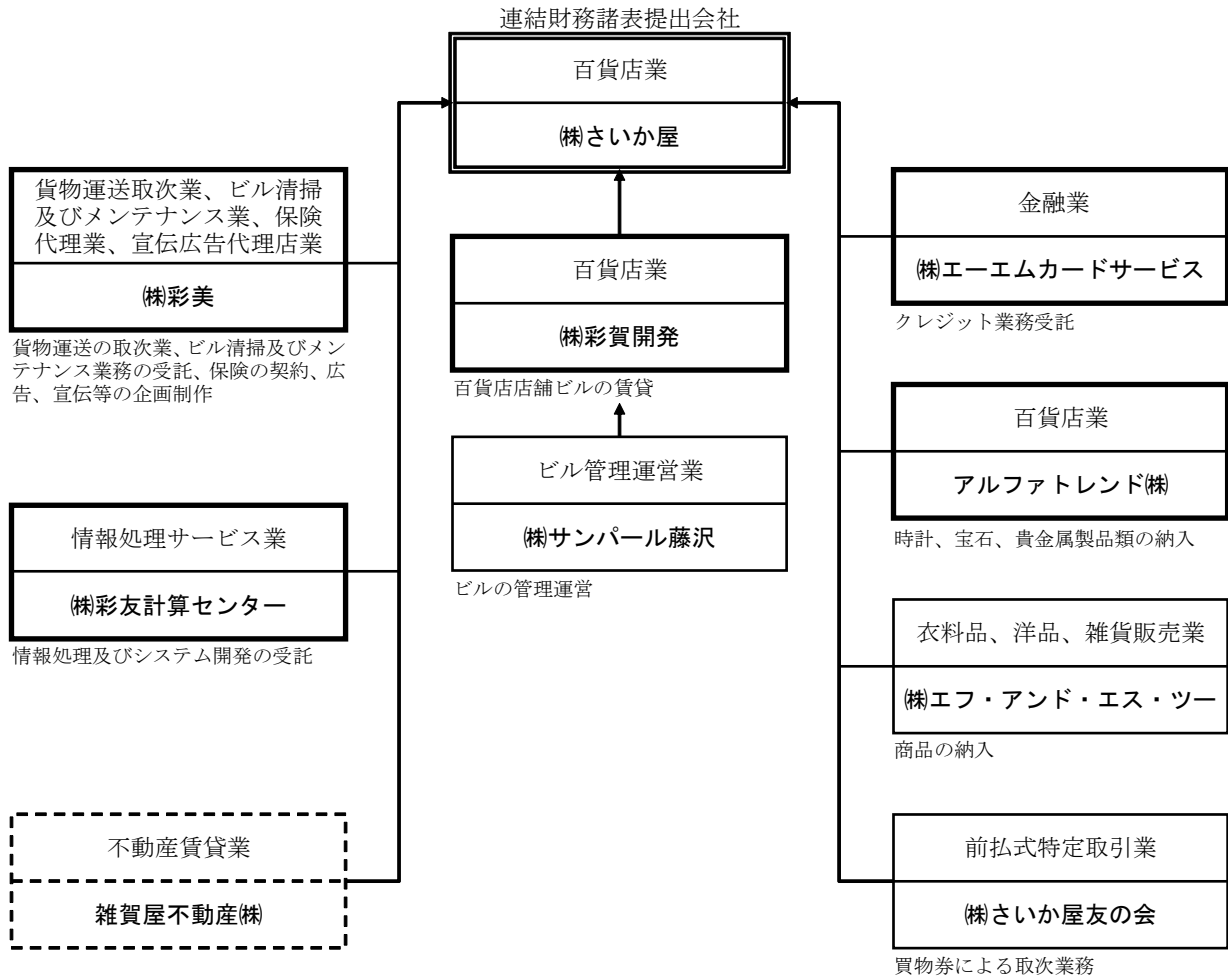 連結財務諸表提出会社
百貨店業
㈱さいか屋
貨物運送取次業、ビル清掃
及びメンテナンス業、保険
代理業、宣伝広告代理店業
㈱彩美
貨物運送の取次業、ビル清掃及びメン
テナンス業務の受託、保険の契約、広
告、宣伝等の企画制作
情報処理サービス業
㈱彩友計算センター
情報処理及びシステム開発の受託
不動産賃貸業
雑賀屋不動産㈱
百貨店業
㈱彩賀開発
百貨店店舗ビルの賃貸
ビル管理運営業
㈱サンパール藤沢
ビルの管理運営
金融業
㈱エーエムカードサービス
クレジット業務受託
百貨店業
アルファトレンド㈱
時計、宝石、貴金属製品類の納入
衣料品、洋品、雑貨販売業
㈱エフ・アンド・エス・ツー
商品の納入
前払式特定取引業
㈱さいか屋友の会
買物券による取次業務